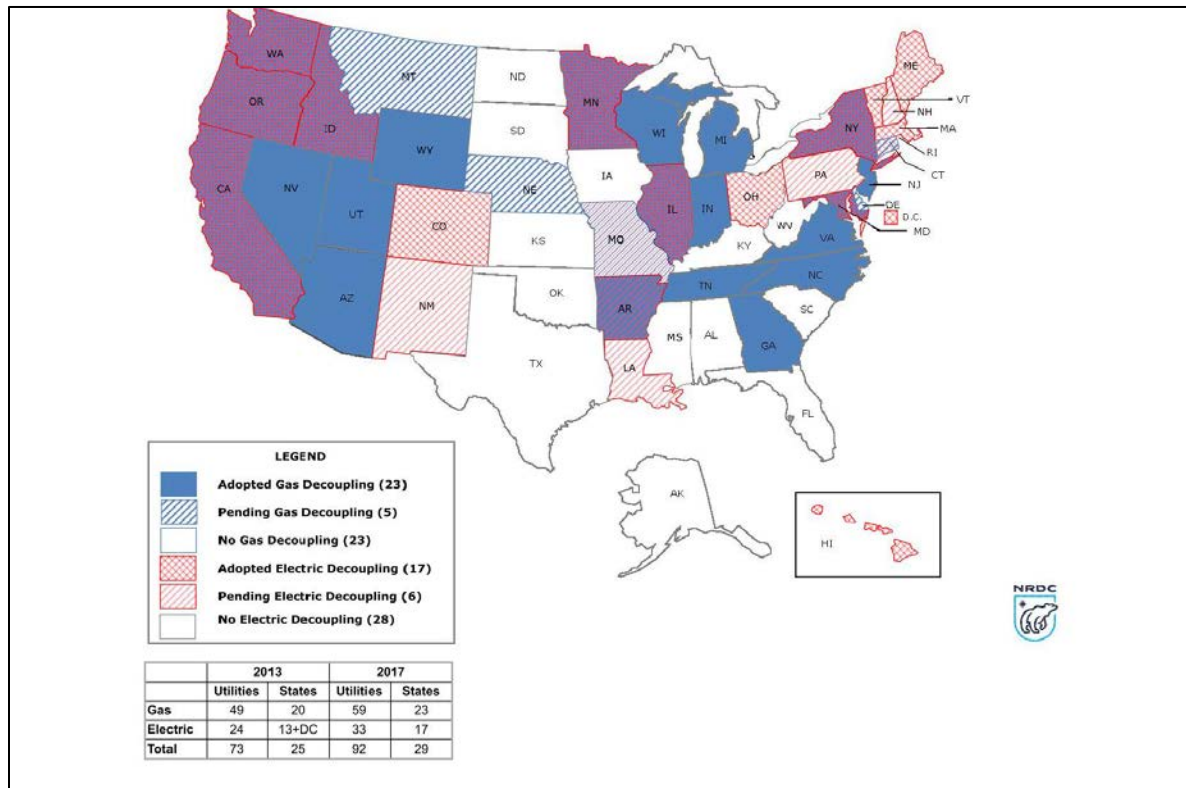 WA
MT
ND
MN
ME
VT
NH
MA
RI
CT
NJ
DE
D.C.
MD
OR
ID
SD
WI
MI
NY
WY
IA
NE
PA
NV
UT
CO
IL
IN
OH
WV
VA
CA
KS
MO
KY
NC
AZ
NM
OK
AR
TN
SC
TX
LA
MS
AL
GA
FL
AK
HI
LEGEND
Adopted Gas Decoupling (23)
Pending Gas Decoupling (5)
No Gas Decoupling (23)
Adopted Electric Decoupling (17)
Pending Electric Decoupling (6)
No Electric Decoupling (28)
NRDC
2013 2017
Utilities States Utilities States
Gas 49 20 59 23
Electric 24 13+DC 33 17
Total 73 25 92 29